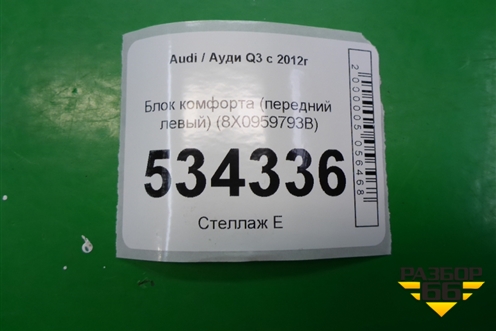 Audi / Ауди Q3 с 2012г
Блок комфорта (передний
левый) (8X0959793B)
534336
Стеллаж Е
2000005056468
РАЗБОР
66